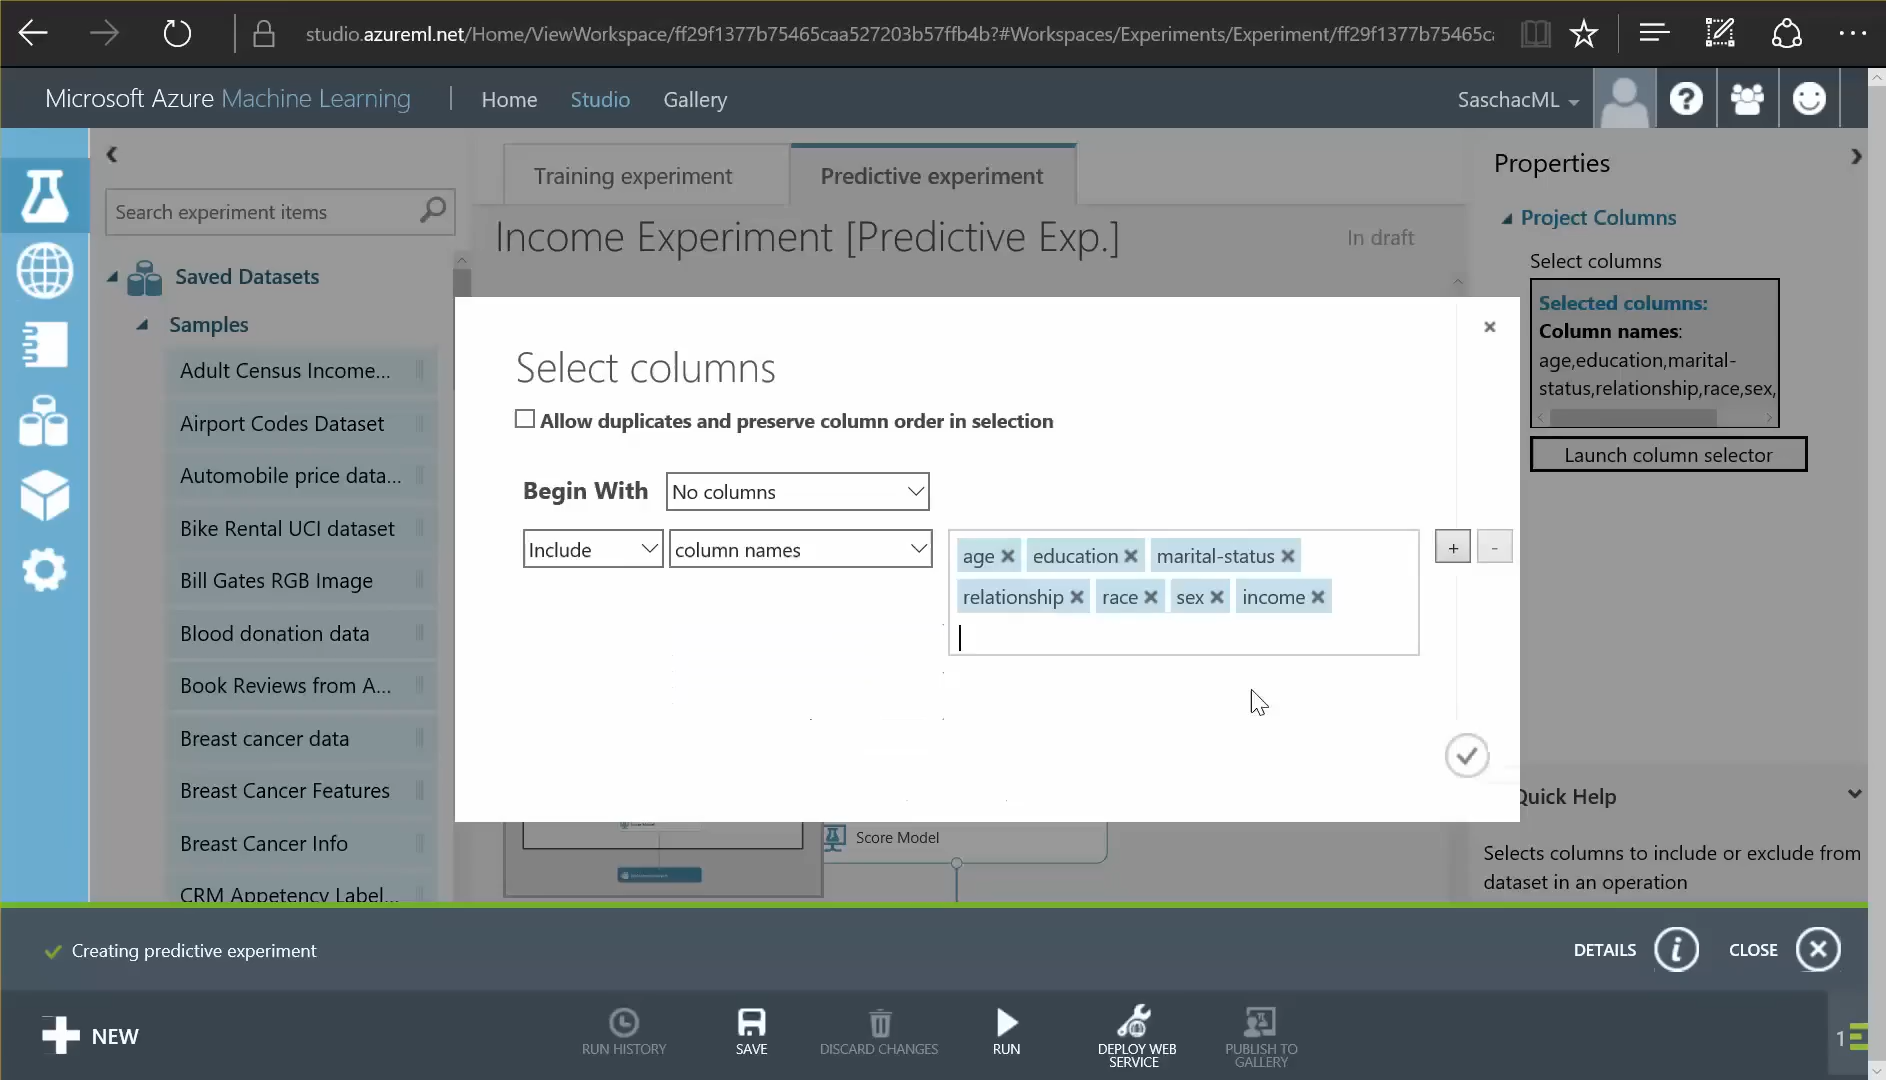 studio.azureml.net/Home/ViewWorkspace/ff29f1377b75465caa527203b57ffb4b?#Workspaces/Experiments/Experiment/ff29f1377b75465c
Microsoft Azure Machine Learning | Home Studio Gallery SaschacML
Training experiment Predictive experiment
Search experiment items
Income Experiment [Predictive Exp.] In draft
Saved Datasets
Samples
Adult Census Income...
Airport Codes Dataset
Automobile price data...
Bike Rental UCI dataset
Bill Gates RGB Image
Blood donation data
Book Reviews from A...
Breast cancer data
Breast Cancer Features
Breast Cancer Info
CRM Appetency Label...
Select columns
Allow duplicates and preserve column order in selection
Begin With No columns
Include column names
age education marital-status
relationship race sex income
+ -
Score Model
Properties
Project Columns
Select columns
Selected columns:
Column names:
age,education,marital-
status,relationship,race,sex,
Launch column selector
Quick Help
Selects columns to include or exclude from
dataset in an operation
Creating predictive experiment DETAILS CLOSE
NEW
RUN HISTORY
SAVE
DISCARD CHANGES
RUN
DEPLOY WEB
SERVICE
PUBLISH TO
GALLERY
1